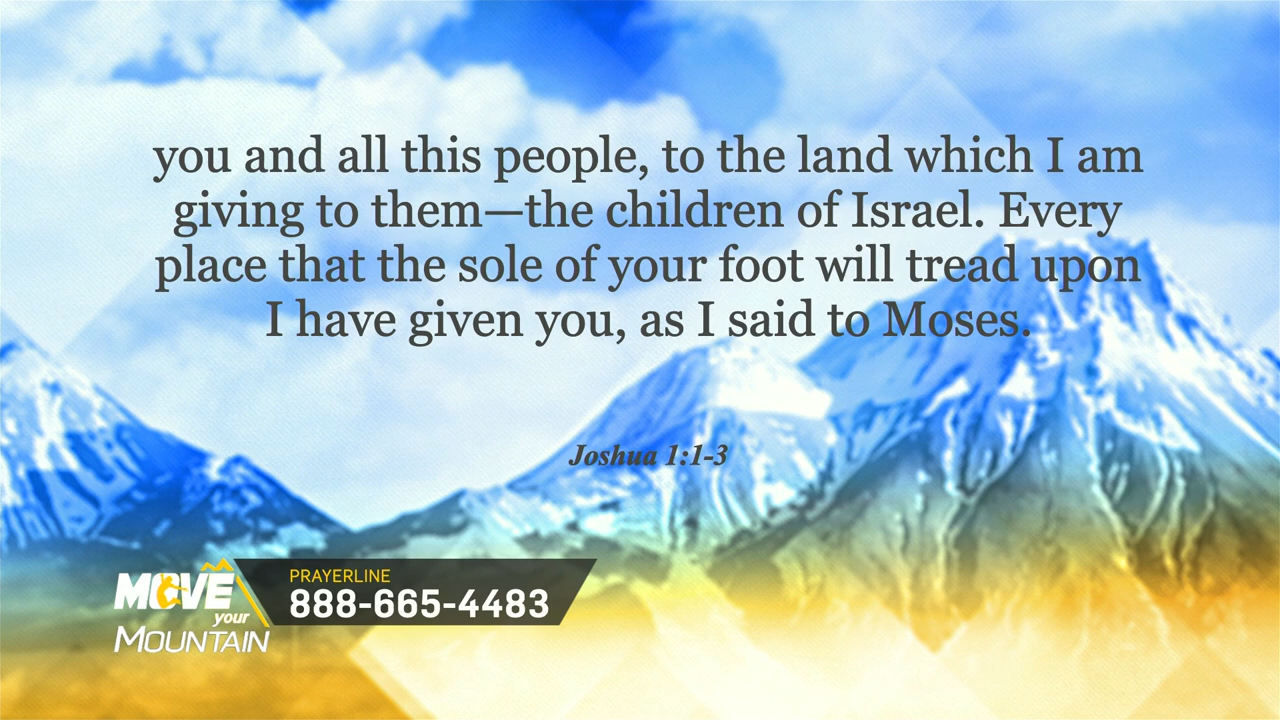 you and all this people, to the land which I am
giving to them—the children of Israel. Every
place that the sole of your foot will tread upon
I have given you, as I said to Moses.
Joshua 1:1-3
MOVE
your
MOUNTAIN
PRAYERLINE
888-665-4483